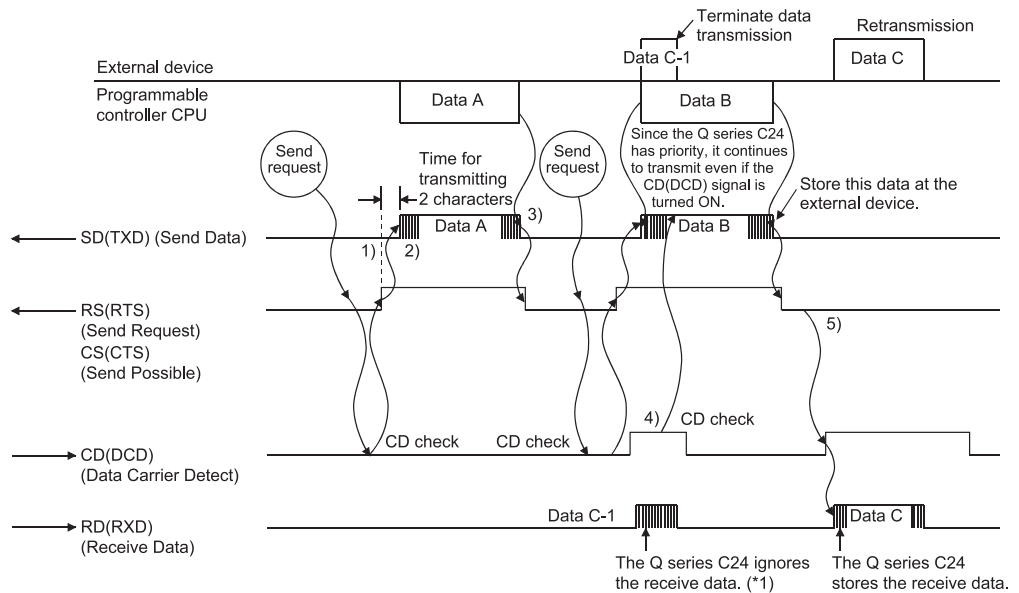 Terminate data
transmission
Retransmission
Data C-1
Data C
External device
Programmable
controller CPU
Data A
Data B
Send
request
Time for
transmitting
2 characters
Send
request
Since the Q series C24
has priority, it continues
to transmit even if the
CD(DCD) signal is
turned ON.
Store this data at the
external device.
3)
SD(TXD) (Send Data)
1)
2)
Data A
Data B
RS(RTS)
(Send Request)
CS(CTS)
(Send Possible)
5)
4)
CD check
CD check
CD check
CD(DCD)
(Data Carrier Detect)
RD(RXD)
(Receive Data)
Data C-1
Data C
The Q series C24 ignores
the receive data. (*1)
The Q series C24
stores the receive data.